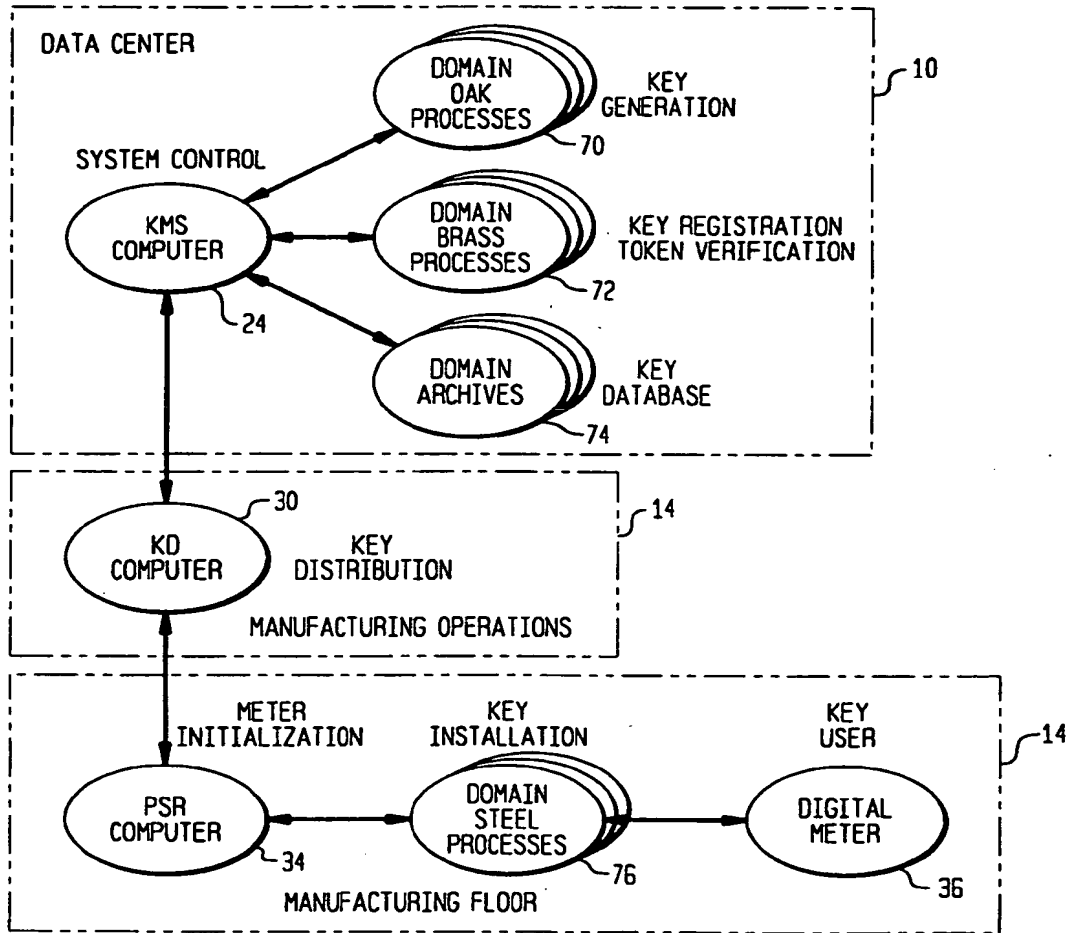 DATA CENTER
DOMAIN
OAK
PROCESSES
70
KEY
GENERATION
10
SYSTEM CONTROL
KMS
COMPUTER
24
DOMAIN
BRASS
PROCESSES
72
KEY REGISTRATION
TOKEN VERIFICATION
DOMAIN
ARCHIVES
74
KEY
DATABASE
30
KD
COMPUTER
KEY
DISTRIBUTION
14
MANUFACTURING OPERATIONS
METER
INITIALIZATION
KEY
INSTALLATION
KEY
USER
14
PSR
COMPUTER
34
DOMAIN
STEEL
PROCESSES
76
DIGITAL
METER
36
MANUFACTURING FLOOR